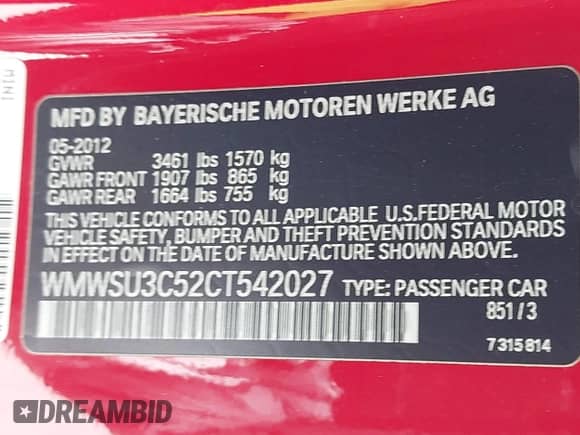 MINI
MFD BY BAYERISCHE MOTOREN WERKE AG
05-2012
GVWR 3461 lbs 1570 kg
GAWR FRONT 1907 lbs 865 kg
GAWR REAR 1664 lbs 755 kg
THIS VEHICLE CONFORMS TO ALL APPLICABLE U.S.FEDERAL MOTOR
VEHICLE SAFETY, BUMPER AND THEFT PREVENTION STANDARDS
IN EFFECT ON THE DATE OF MANUFACTURE SHOWN ABOVE.
WMWSU3C52CT542027 TYPE: PASSENGER CAR
851/3
7315814
DREAMBID